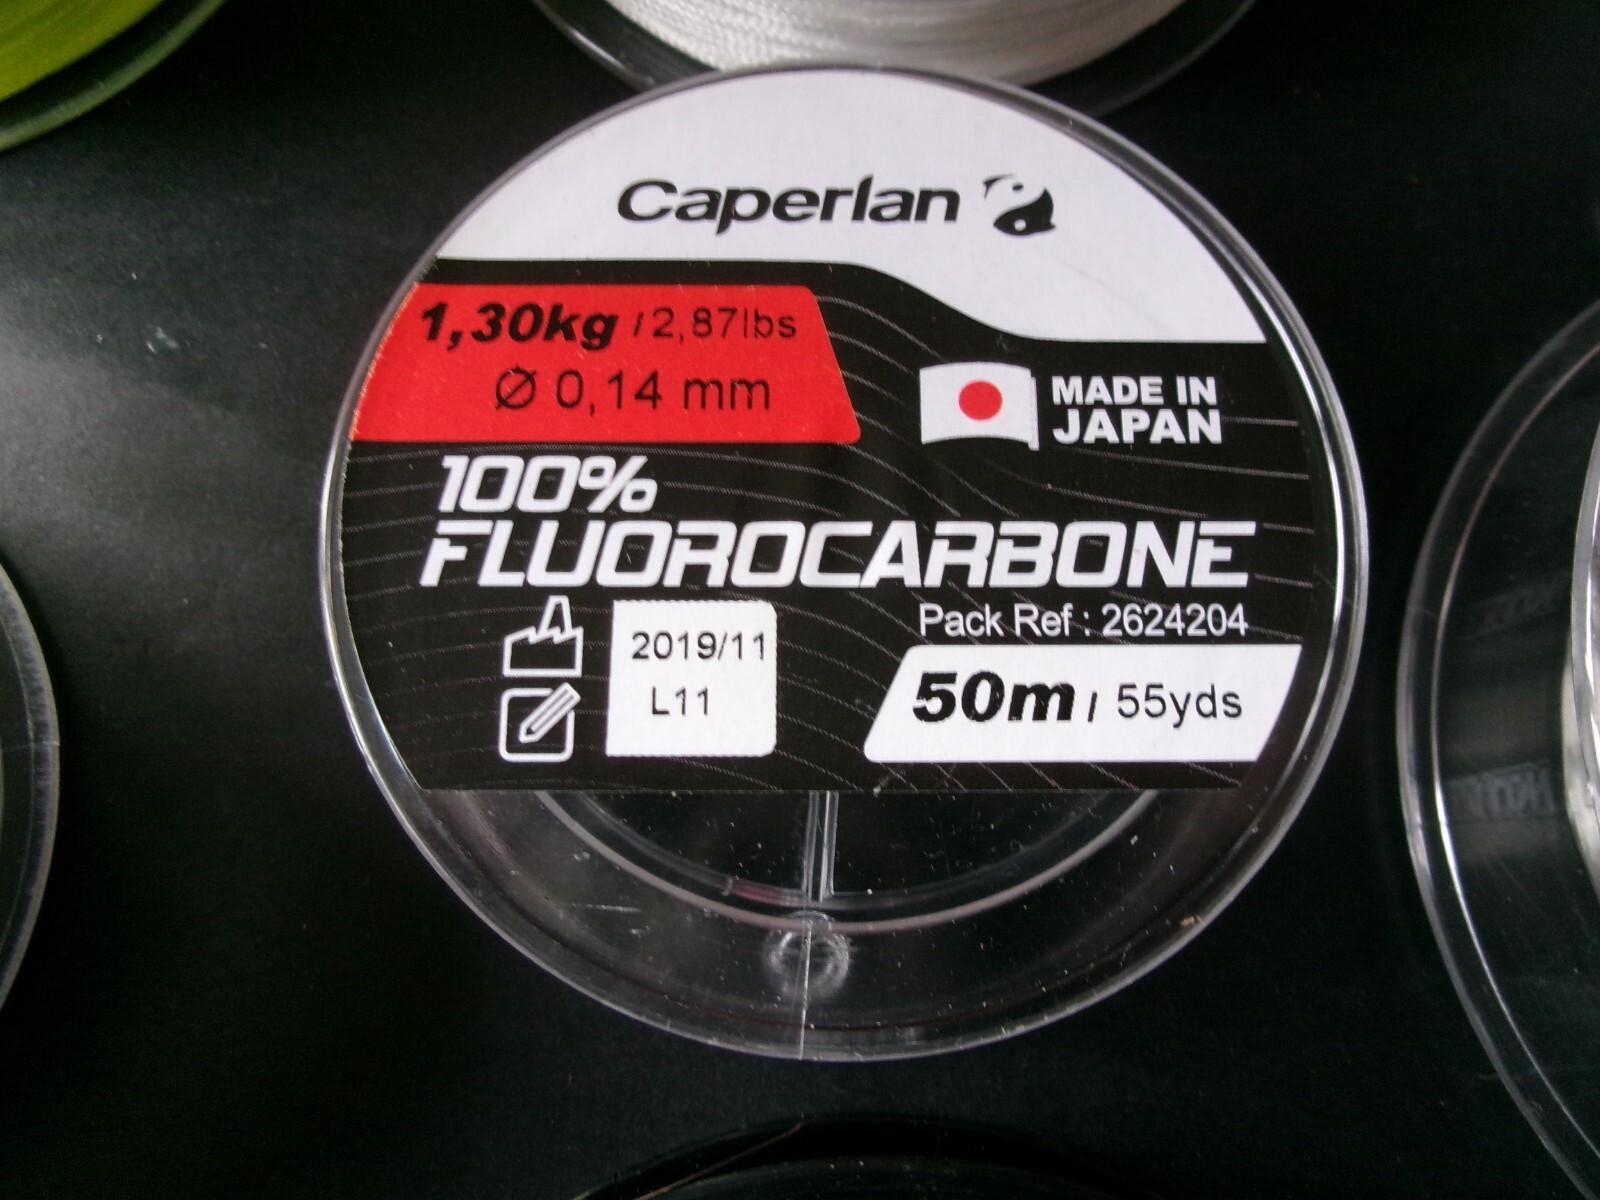 Caperlan
1,30kg / 2,87lbs
Ø 0,14 mm
MADE IN
JAPAN
100%
FLUOROCARBONE
Pack Ref : 2624204
2019/11
L11
50m / 55yds